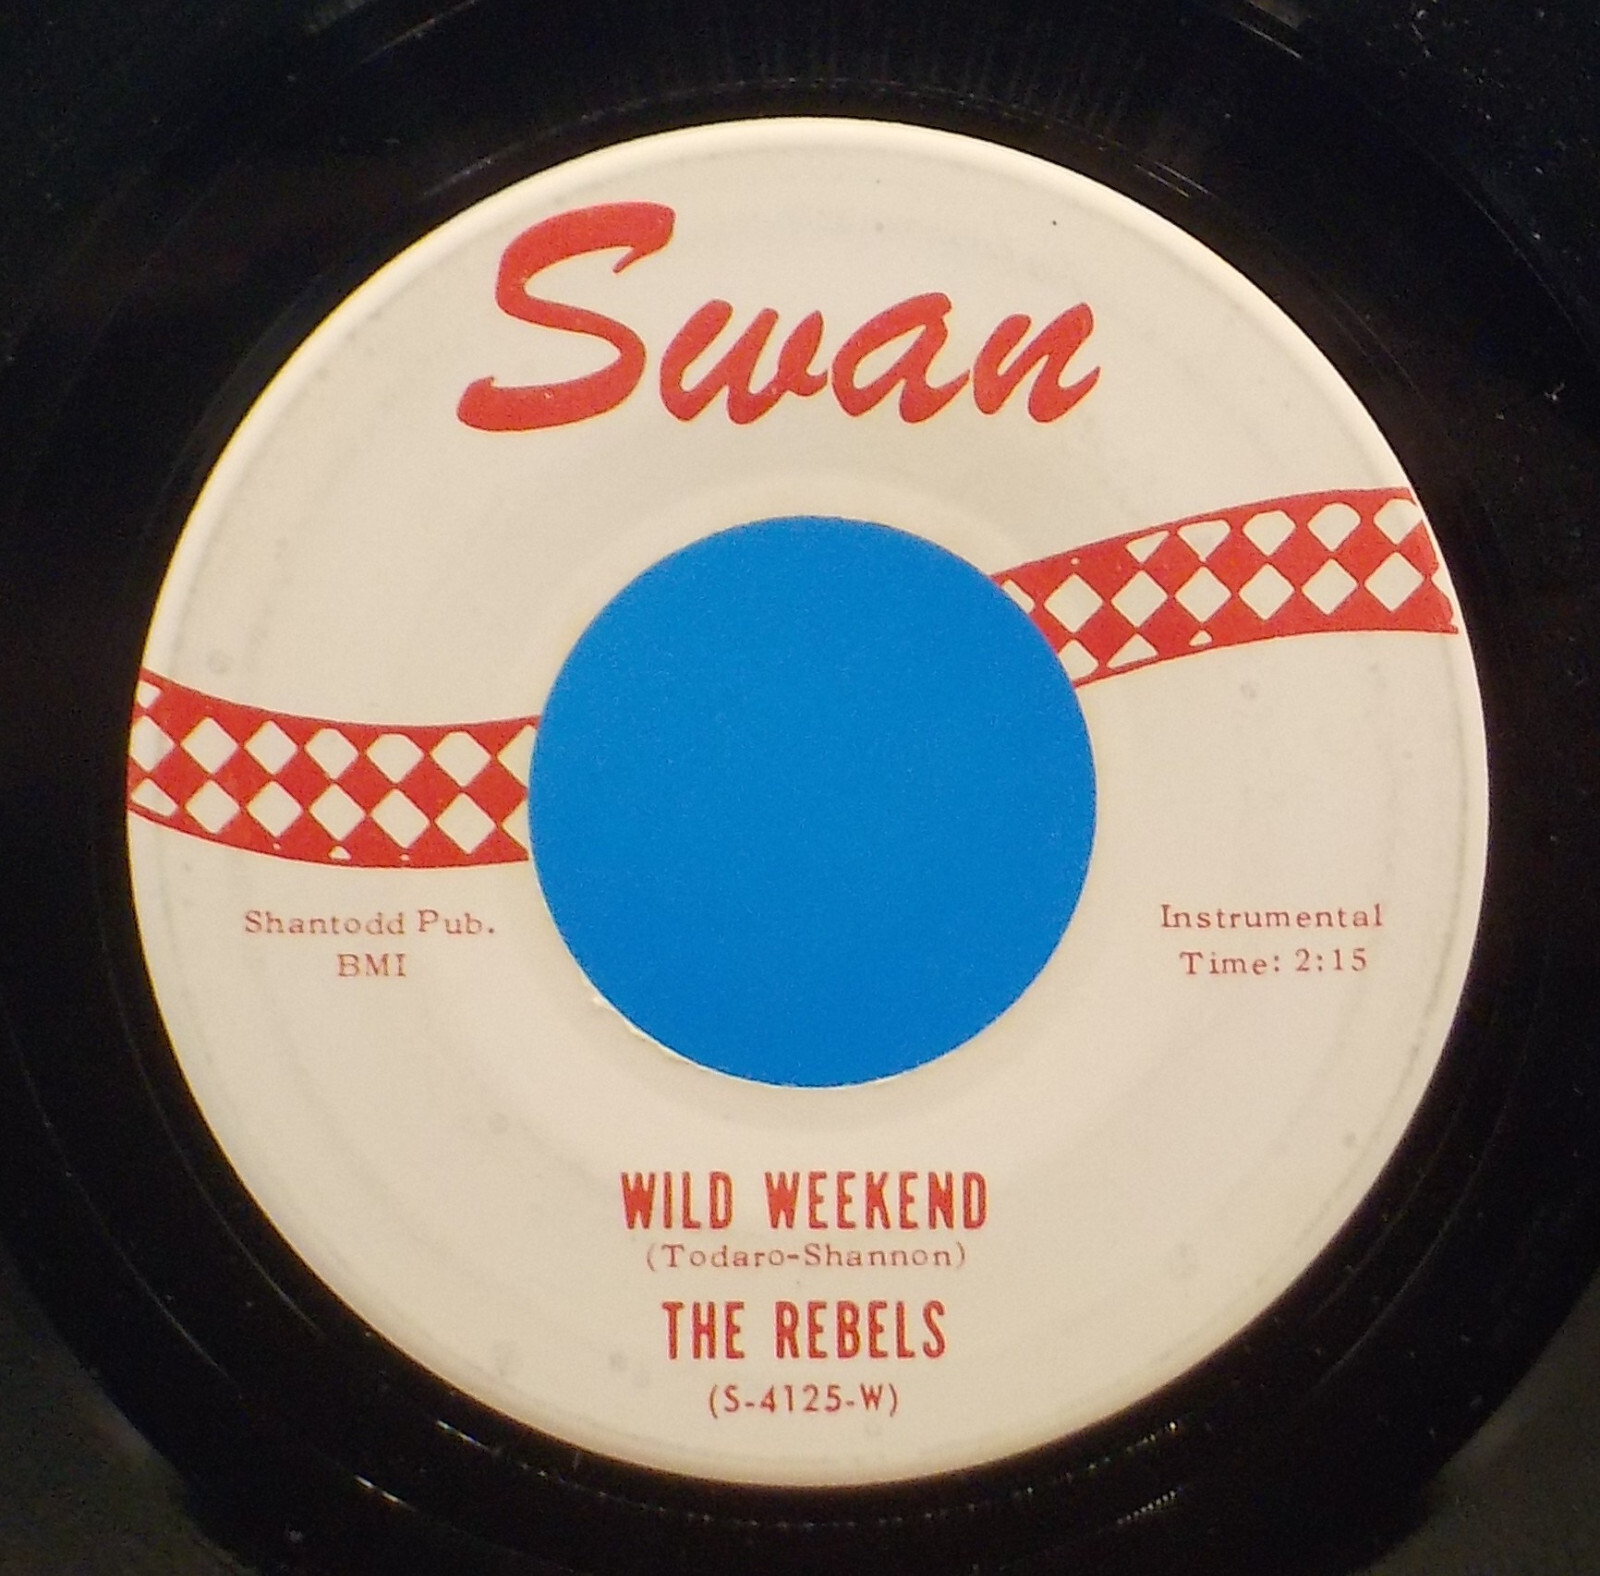 Swan
Shantodd Pub.
BMI
Instrumental
Time: 2:15
WILD WEEKEND
(Todaro-Shannon)
THE REBELS
(S-4125-W)